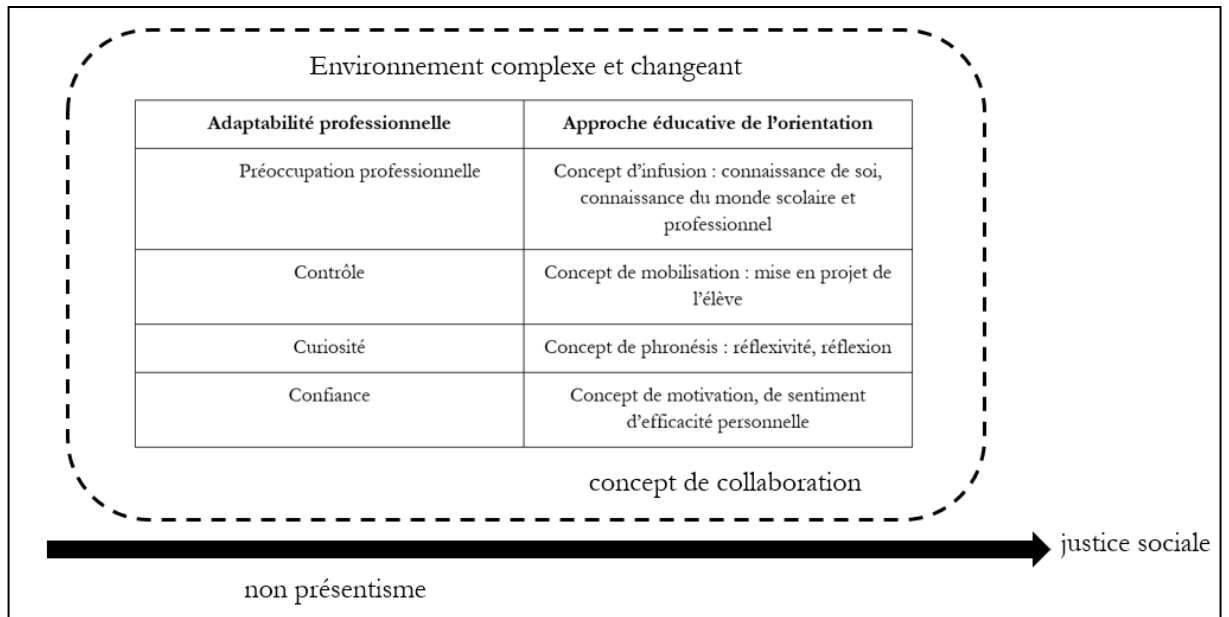 Environnement complexe et changeant
Adaptabilité professionnelle
Approche éducative de l'orientation
Préoccupation professionnelle
Concept d'infusion : connaissance de soi,
connaissance du monde scolaire et
professionnel
Contrôle
Concept de mobilisation : mise en projet de
l'élève
Curiosité
Concept de phronésis : réflexivité, réflexion
Confiance
Concept de motivation, de sentiment
d'efficacité personnelle
concept de collaboration
justice sociale
non présentisme